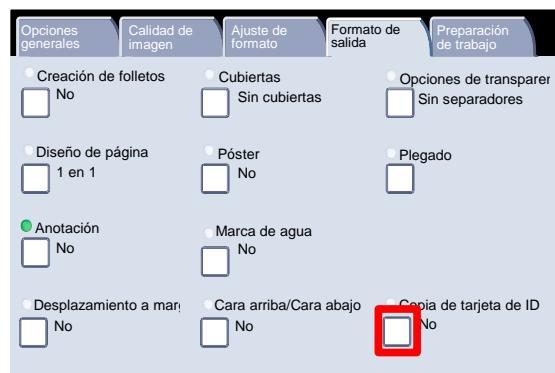 Opciones generales
Calidad de imagen
Ajuste de formato
Formato de salida
Preparación de trabajo
Creación de folletos
No
Cubiertas
Sin cubiertas
Opciones de transparer
Sin separadores
Diseño de página
1 en 1
Póster
No
Plegado
Anotación
No
Marca de agua
No
Desplazamiento a mar
No
Cara arriba/Cara abajo
No
Copia de tarjeta de ID
No